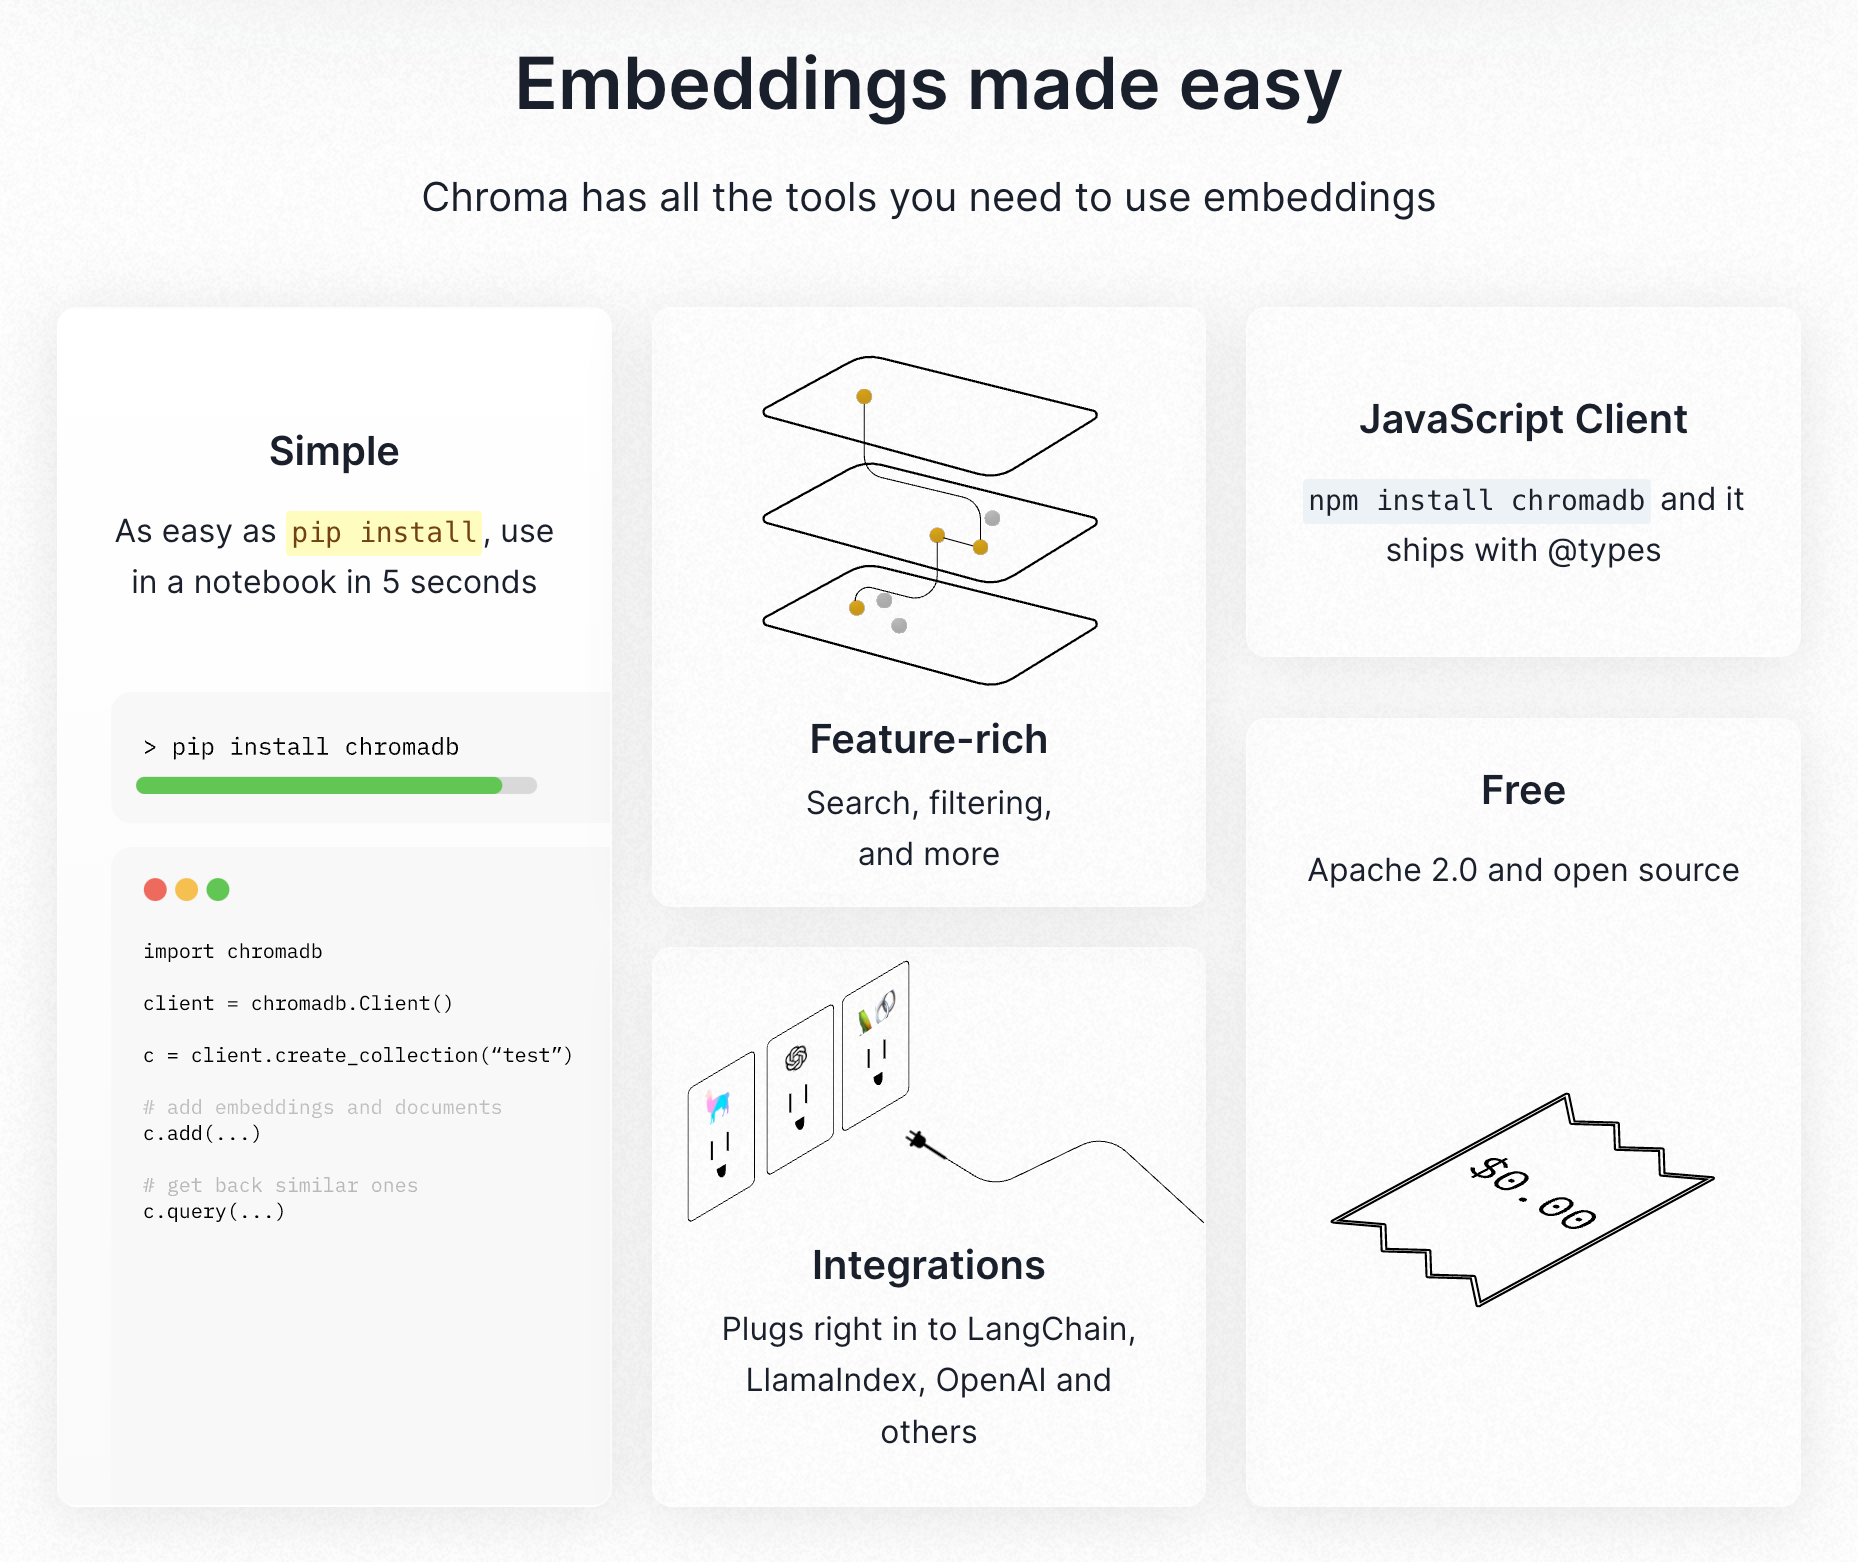 Embeddings made easy
Chroma has all the tools you need to use embeddings
Simple
As easy as pip install, use
in a notebook in 5 seconds
> pip install chromadb
import chromadb
client = chromadb.Client()
c = client.create_collection(“test”)
# add embeddings and documents
c.add(...)
# get back similar ones
c.query(...)
Feature-rich
Search, filtering,
and more
Integrations
Plugs right in to LangChain,
LlamaIndex, OpenAI and
others
JavaScript Client
npm install chromadb and it
ships with @types
Free
Apache 2.0 and open source
$0.00